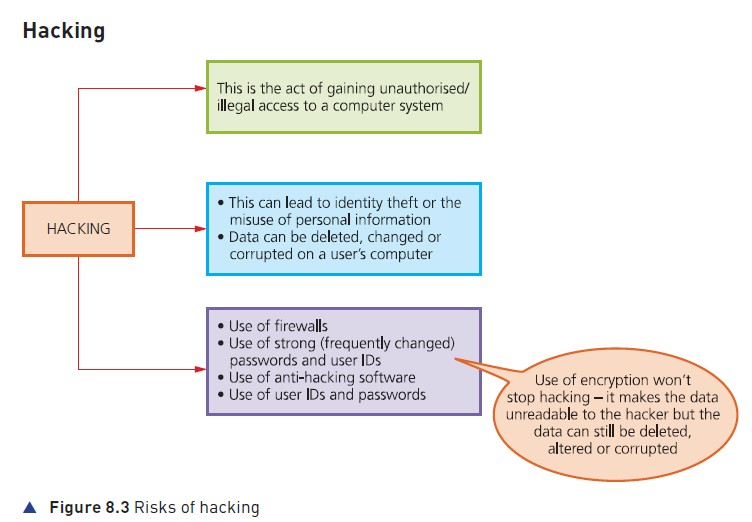 Hacking
This is the act of gaining unauthorised/
illegal access to a computer system
HACKING
• This can lead to identity theft or the
misuse of personal information
• Data can be deleted, changed or
corrupted on a user's computer
• Use of firewalls
• Use of strong (frequently changed)
passwords and user IDs
• Use of anti-hacking software
• Use of user IDs and passwords
Use of encryption won't
stop hacking – it makes the data
unreadable to the hacker but the
data can still be deleted,
altered or corrupted
▲ Figure 8.3 Risks of hacking